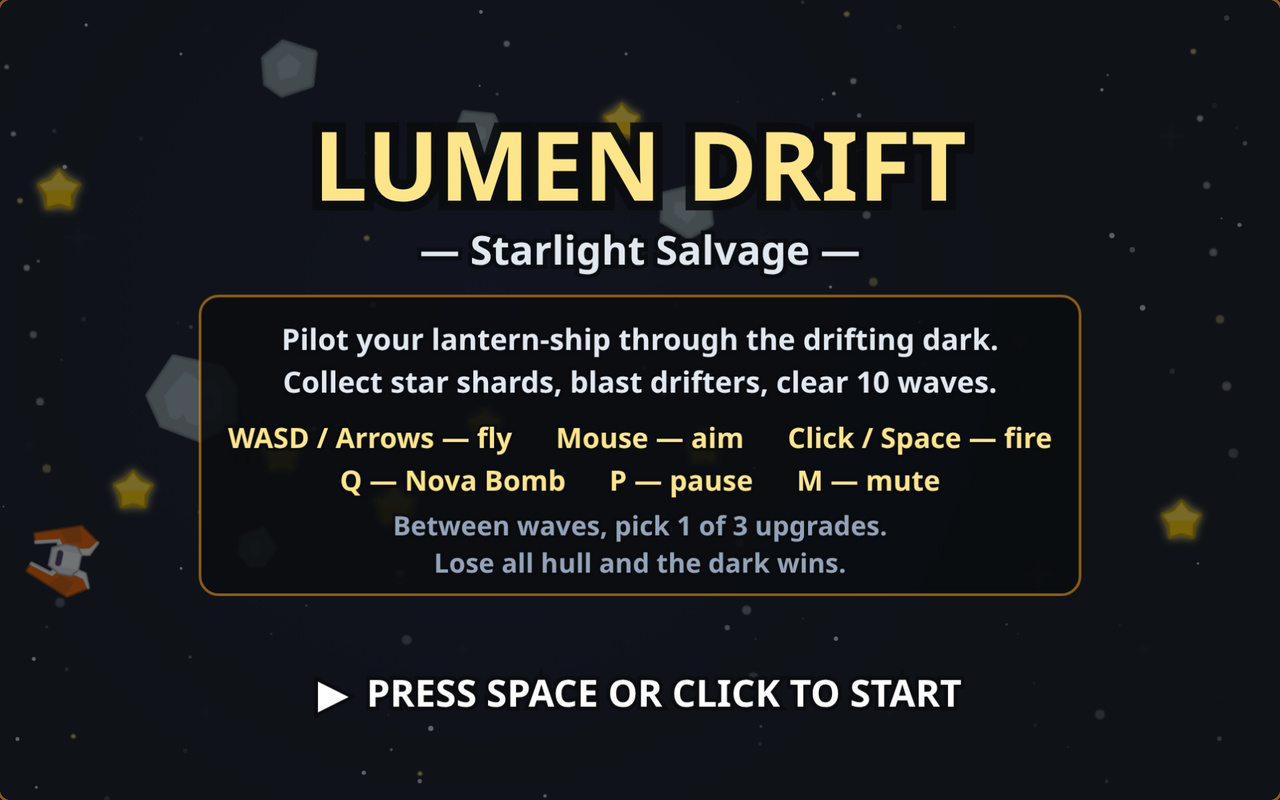 LUMEN DRIFT
— Starlight Salvage —
Pilot your lantern-ship through the drifting dark.
Collect star shards, blast drifters, clear 10 waves.
WASD / Arrows — fly Mouse — aim Click / Space — fire
Q — Nova Bomb P — pause M — mute
Between waves, pick 1 of 3 upgrades.
Lose all hull and the dark wins.
▶ PRESS SPACE OR CLICK TO START